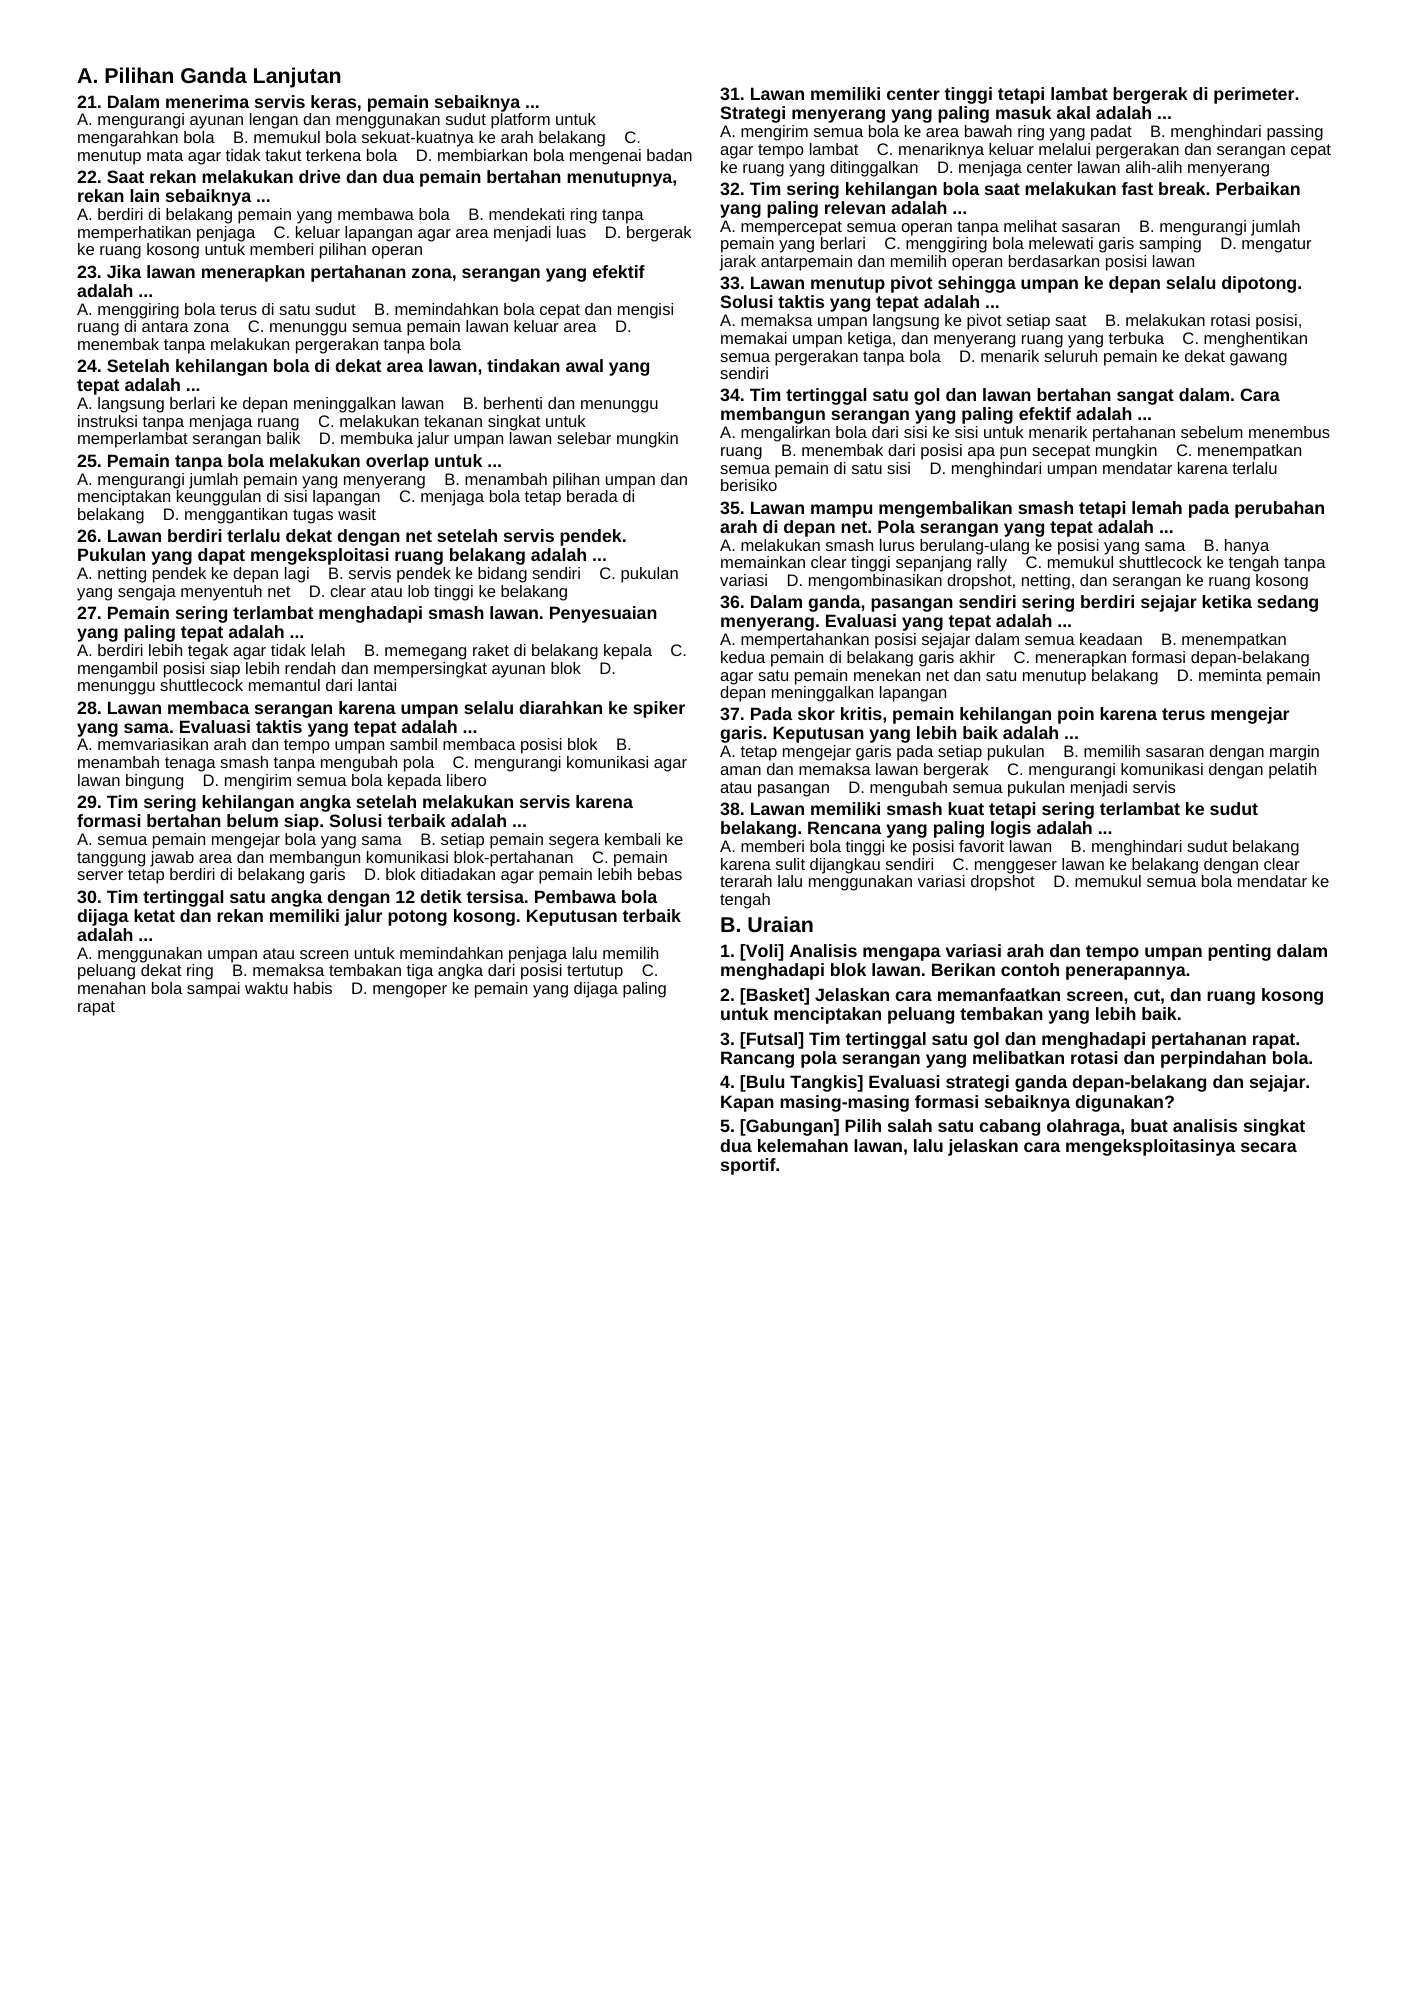 A. Pilihan Ganda Lanjutan
21. Dalam menerima servis keras, pemain sebaiknya ...
A. mengurangi ayunan lengan dan menggunakan sudut platform untuk
mengarahkan bola    B. memukul bola sekuat-kuatnya ke arah belakang    C.
menutup mata agar tidak takut terkena bola    D. membiarkan bola mengenai badan
22. Saat rekan melakukan drive dan dua pemain bertahan menutupnya,
rekan lain sebaiknya ...
A. berdiri di belakang pemain yang membawa bola    B. mendekati ring tanpa
memperhatikan penjaga    C. keluar lapangan agar area menjadi luas    D. bergerak
ke ruang kosong untuk memberi pilihan operan
23. Jika lawan menerapkan pertahanan zona, serangan yang efektif
adalah ...
A. menggiring bola terus di satu sudut    B. memindahkan bola cepat dan mengisi
ruang di antara zona    C. menunggu semua pemain lawan keluar area    D.
menembak tanpa melakukan pergerakan tanpa bola
24. Setelah kehilangan bola di dekat area lawan, tindakan awal yang
tepat adalah ...
A. langsung berlari ke depan meninggalkan lawan    B. berhenti dan menunggu
instruksi tanpa menjaga ruang    C. melakukan tekanan singkat untuk
memperlambat serangan balik    D. membuka jalur umpan lawan selebar mungkin
25. Pemain tanpa bola melakukan overlap untuk ...
A. mengurangi jumlah pemain yang menyerang    B. menambah pilihan umpan dan
menciptakan keunggulan di sisi lapangan    C. menjaga bola tetap berada di
belakang    D. menggantikan tugas wasit
26. Lawan berdiri terlalu dekat dengan net setelah servis pendek.
Pukulan yang dapat mengeksploitasi ruang belakang adalah ...
A. netting pendek ke depan lagi    B. servis pendek ke bidang sendiri    C. pukulan
yang sengaja menyentuh net    D. clear atau lob tinggi ke belakang
27. Pemain sering terlambat menghadapi smash lawan. Penyesuaian
yang paling tepat adalah ...
A. berdiri lebih tegak agar tidak lelah    B. memegang raket di belakang kepala    C.
mengambil posisi siap lebih rendah dan mempersingkat ayunan blok    D.
menunggu shuttlecock memantul dari lantai
28. Lawan membaca serangan karena umpan selalu diarahkan ke spiker
yang sama. Evaluasi taktis yang tepat adalah ...
A. memvariasikan arah dan tempo umpan sambil membaca posisi blok    B.
menambah tenaga smash tanpa mengubah pola    C. mengurangi komunikasi agar
lawan bingung    D. mengirim semua bola kepada libero
29. Tim sering kehilangan angka setelah melakukan servis karena
formasi bertahan belum siap. Solusi terbaik adalah ...
A. semua pemain mengejar bola yang sama    B. setiap pemain segera kembali ke
tanggung jawab area dan membangun komunikasi blok-pertahanan    C. pemain
server tetap berdiri di belakang garis    D. blok ditiadakan agar pemain lebih bebas
30. Tim tertinggal satu angka dengan 12 detik tersisa. Pembawa bola
dijaga ketat dan rekan memiliki jalur potong kosong. Keputusan terbaik
adalah ...
A. menggunakan umpan atau screen untuk memindahkan penjaga lalu memilih
peluang dekat ring    B. memaksa tembakan tiga angka dari posisi tertutup    C.
menahan bola sampai waktu habis    D. mengoper ke pemain yang dijaga paling
rapat
31. Lawan memiliki center tinggi tetapi lambat bergerak di perimeter.
Strategi menyerang yang paling masuk akal adalah ...
A. mengirim semua bola ke area bawah ring yang padat    B. menghindari passing
agar tempo lambat    C. menariknya keluar melalui pergerakan dan serangan cepat
ke ruang yang ditinggalkan    D. menjaga center lawan alih-alih menyerang
32. Tim sering kehilangan bola saat melakukan fast break. Perbaikan
yang paling relevan adalah ...
A. mempercepat semua operan tanpa melihat sasaran    B. mengurangi jumlah
pemain yang berlari    C. menggiring bola melewati garis samping    D. mengatur
jarak antarpemain dan memilih operan berdasarkan posisi lawan
33. Lawan menutup pivot sehingga umpan ke depan selalu dipotong.
Solusi taktis yang tepat adalah ...
A. memaksa umpan langsung ke pivot setiap saat    B. melakukan rotasi posisi,
memakai umpan ketiga, dan menyerang ruang yang terbuka    C. menghentikan
semua pergerakan tanpa bola    D. menarik seluruh pemain ke dekat gawang
sendiri
34. Tim tertinggal satu gol dan lawan bertahan sangat dalam. Cara
membangun serangan yang paling efektif adalah ...
A. mengalirkan bola dari sisi ke sisi untuk menarik pertahanan sebelum menembus
ruang    B. menembak dari posisi apa pun secepat mungkin    C. menempatkan
semua pemain di satu sisi    D. menghindari umpan mendatar karena terlalu
berisiko
35. Lawan mampu mengembalikan smash tetapi lemah pada perubahan
arah di depan net. Pola serangan yang tepat adalah ...
A. melakukan smash lurus berulang-ulang ke posisi yang sama    B. hanya
memainkan clear tinggi sepanjang rally    C. memukul shuttlecock ke tengah tanpa
variasi    D. mengombinasikan dropshot, netting, dan serangan ke ruang kosong
36. Dalam ganda, pasangan sendiri sering berdiri sejajar ketika sedang
menyerang. Evaluasi yang tepat adalah ...
A. mempertahankan posisi sejajar dalam semua keadaan    B. menempatkan
kedua pemain di belakang garis akhir    C. menerapkan formasi depan-belakang
agar satu pemain menekan net dan satu menutup belakang    D. meminta pemain
depan meninggalkan lapangan
37. Pada skor kritis, pemain kehilangan poin karena terus mengejar
garis. Keputusan yang lebih baik adalah ...
A. tetap mengejar garis pada setiap pukulan    B. memilih sasaran dengan margin
aman dan memaksa lawan bergerak    C. mengurangi komunikasi dengan pelatih
atau pasangan    D. mengubah semua pukulan menjadi servis
38. Lawan memiliki smash kuat tetapi sering terlambat ke sudut
belakang. Rencana yang paling logis adalah ...
A. memberi bola tinggi ke posisi favorit lawan    B. menghindari sudut belakang
karena sulit dijangkau sendiri    C. menggeser lawan ke belakang dengan clear
terarah lalu menggunakan variasi dropshot    D. memukul semua bola mendatar ke
tengah
B. Uraian
1. [Voli] Analisis mengapa variasi arah dan tempo umpan penting dalam
menghadapi blok lawan. Berikan contoh penerapannya.
2. [Basket] Jelaskan cara memanfaatkan screen, cut, dan ruang kosong
untuk menciptakan peluang tembakan yang lebih baik.
3. [Futsal] Tim tertinggal satu gol dan menghadapi pertahanan rapat.
Rancang pola serangan yang melibatkan rotasi dan perpindahan bola.
4. [Bulu Tangkis] Evaluasi strategi ganda depan-belakang dan sejajar.
Kapan masing-masing formasi sebaiknya digunakan?
5. [Gabungan] Pilih salah satu cabang olahraga, buat analisis singkat
dua kelemahan lawan, lalu jelaskan cara mengeksploitasinya secara
sportif.